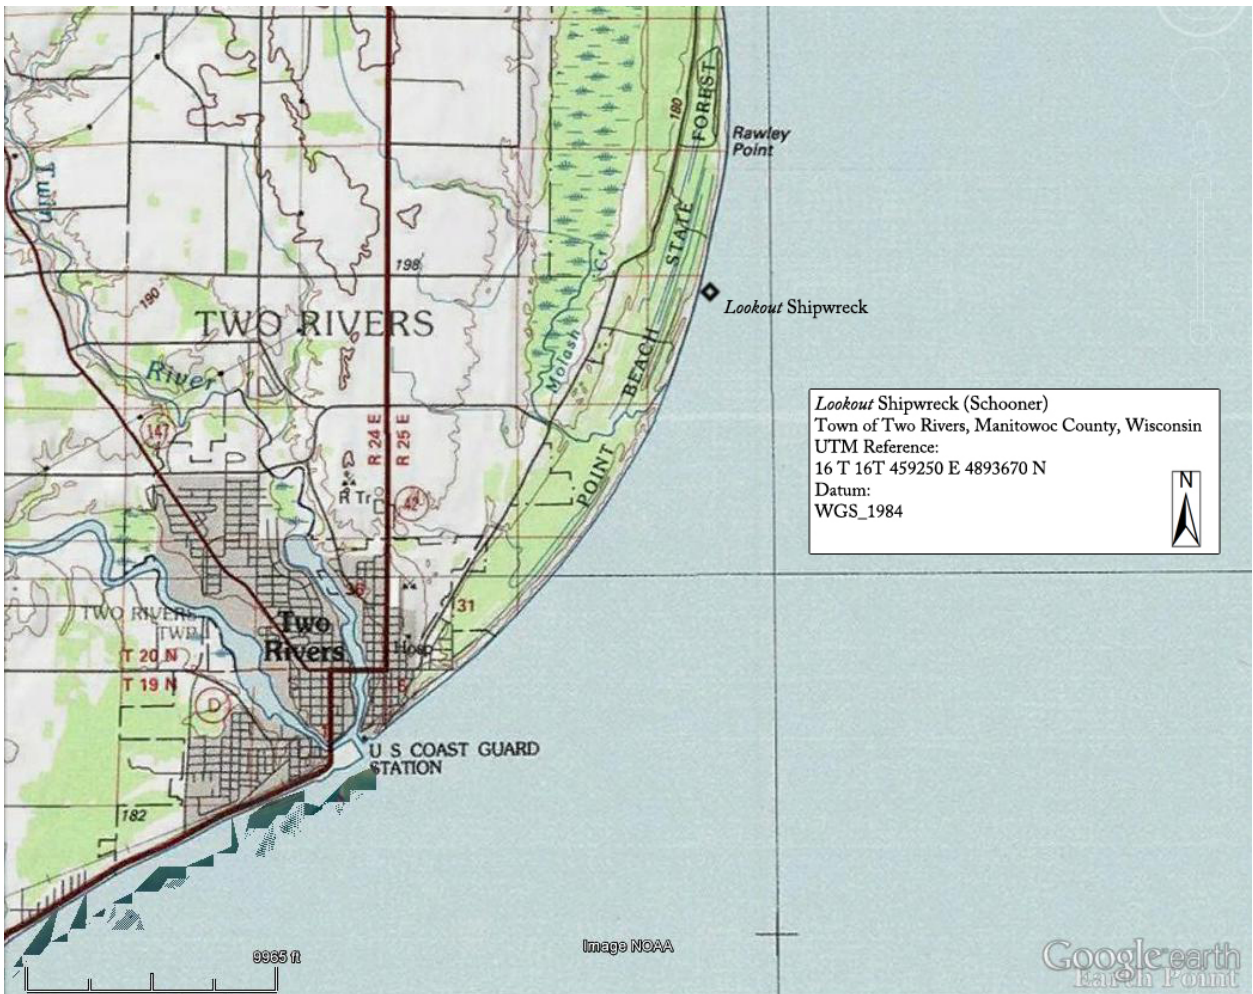 FOREST
180
Rawley
Point
Twin
STATE
198
Cr
Lookout Shipwreck
190
TWO RIVERS
Molash
BEACH
River
Lookout Shipwreck (Schooner)
Town of Two Rivers, Manitowoc County, Wisconsin
UTM Reference:
16 T 16T 459250 E 4893670 N
Datum:
WGS_1984
N
147
R 24 E
R 25 E
POINT
R Tr
42
36
31
TWO RIVERS
TWP
Two
Rivers
Hosp
T 20 N
T 19 N
6
D
U S COAST GUARD
STATION
182
Image NOAA
9965 ft
Google earth
Earth Point